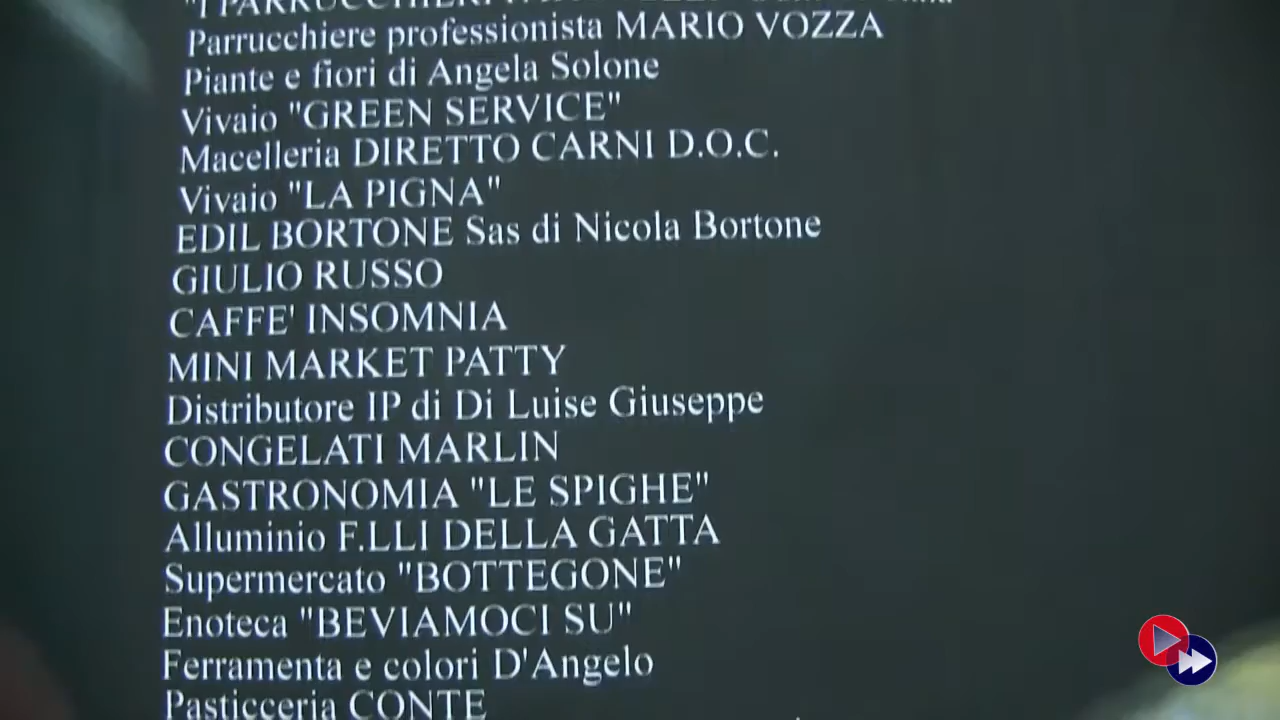 Parrucchiere professionista MARIO VOZZA
Piante e fiori di Angela Solone
Vivaio "GREEN SERVICE"
Macelleria DIRETTO CARNI D.O.C.
Vivaio "LA PIGNA"
EDIL BORTONE Sas di Nicola Bortone
GIULIO RUSSO
CAFFE' INSOMNIA
MINI MARKET PATTY
Distributore IP di Di Luise Giuseppe
CONGELATI MARLIN
GASTRONOMIA "LE SPIGHE"
Alluminio F.LLI DELLA GATTA
Supermercato "BOTTEGONE"
Enoteca "BEVIAMOCI SU"
Ferramenta e colori D'Angelo
Pasticceria CONTE